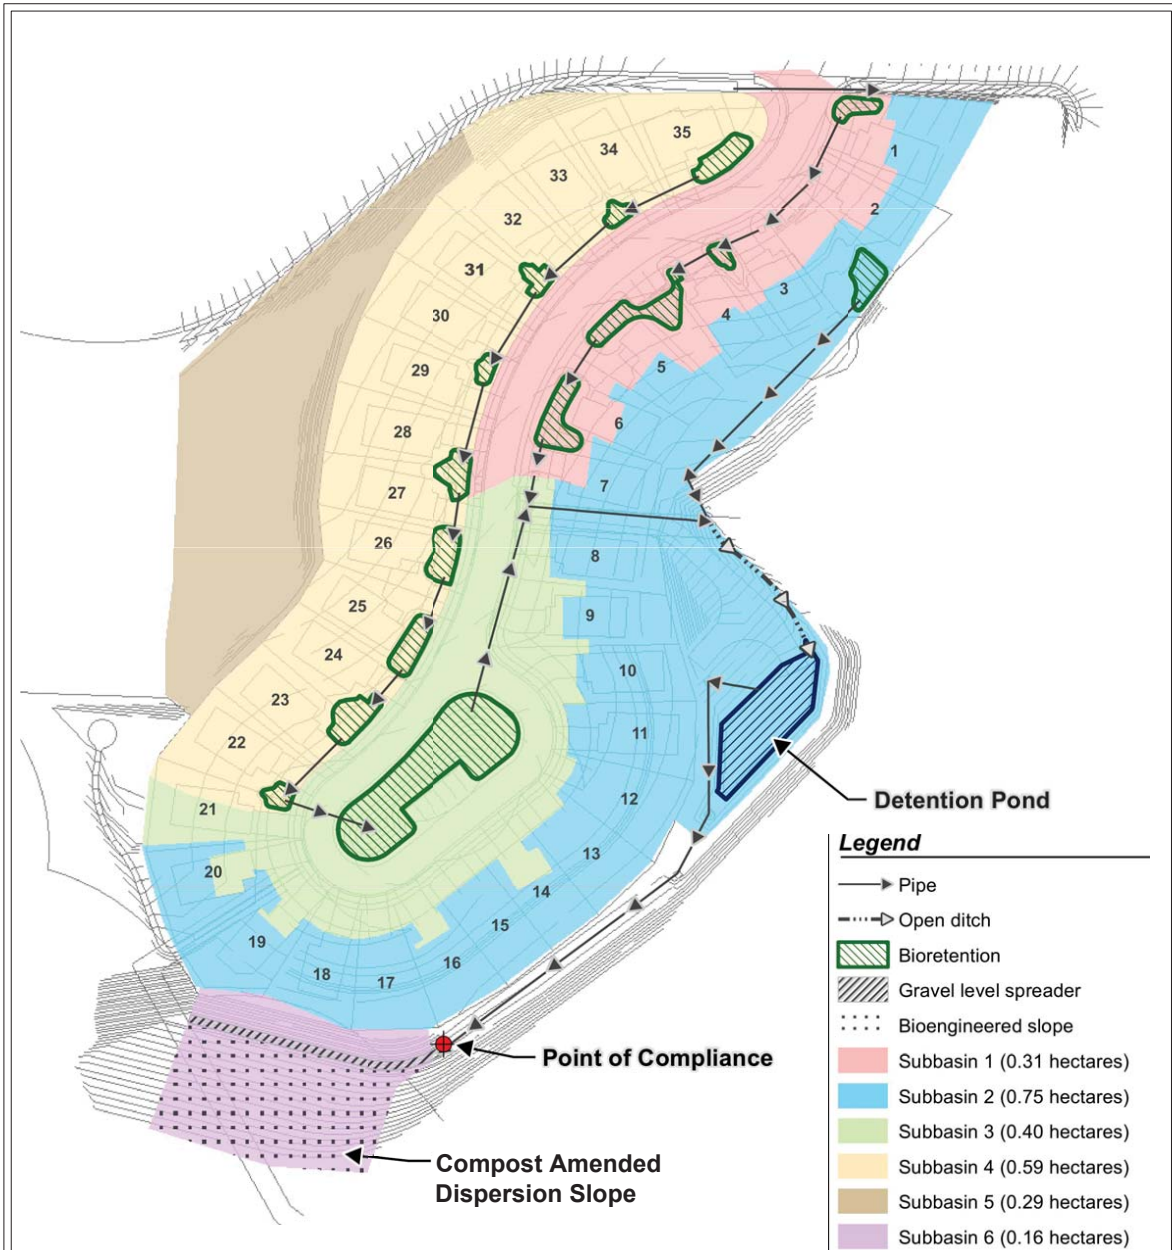 35
34
1
33
2
32
31
3
30
4
29
5
28
6
27
7
26
8
25
9
24
10
23
11
22
12
21
13
20
14
15
19
16
18
17
Detention Pond
Point of Compliance
Compost Amended
Dispersion Slope
Legend
Pipe
Open ditch
Bioretention
Gravel level spreader
Bioengineered slope
Subbasin 1 (0.31 hectares)
Subbasin 2 (0.75 hectares)
Subbasin 3 (0.40 hectares)
Subbasin 4 (0.59 hectares)
Subbasin 5 (0.29 hectares)
Subbasin 6 (0.16 hectares)